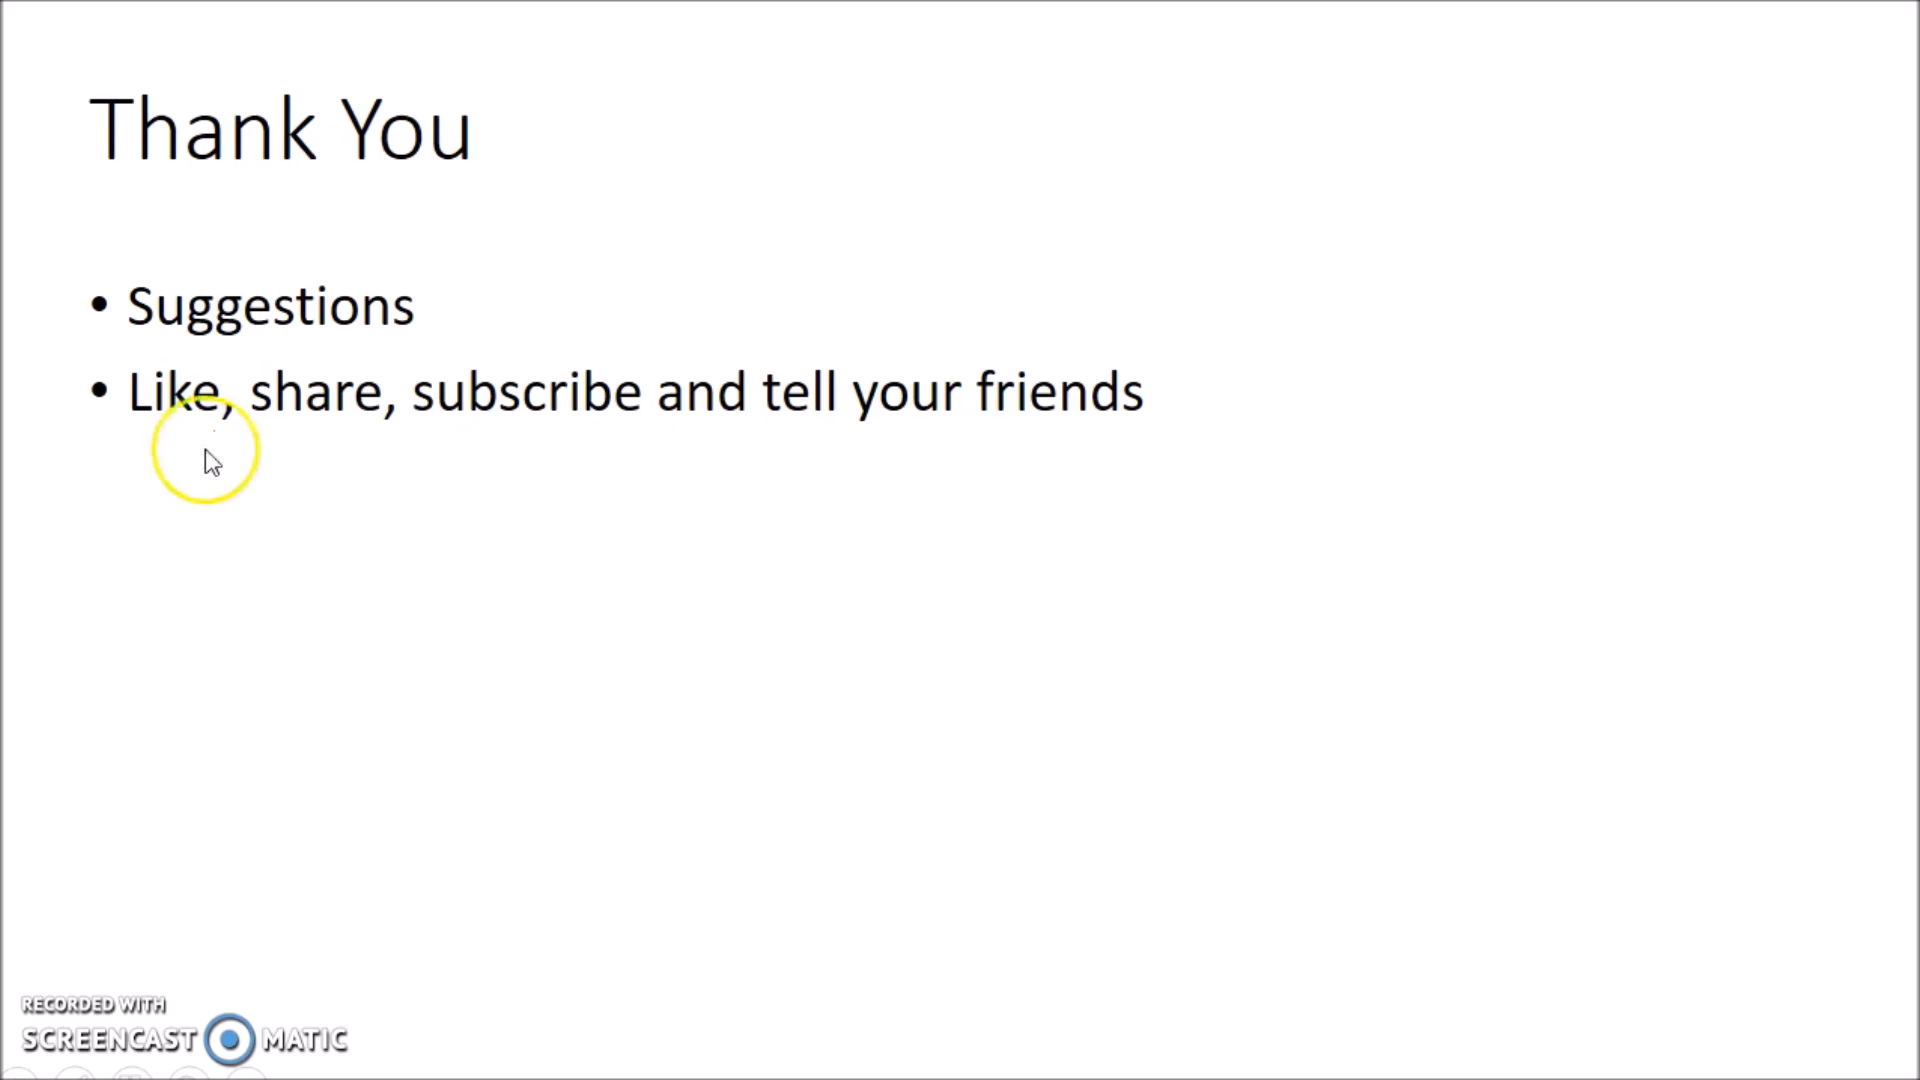 Thank You
• Suggestions
• Like, share, subscribe and tell your friends
RECORDED WITH
SCREENCAST MATIC